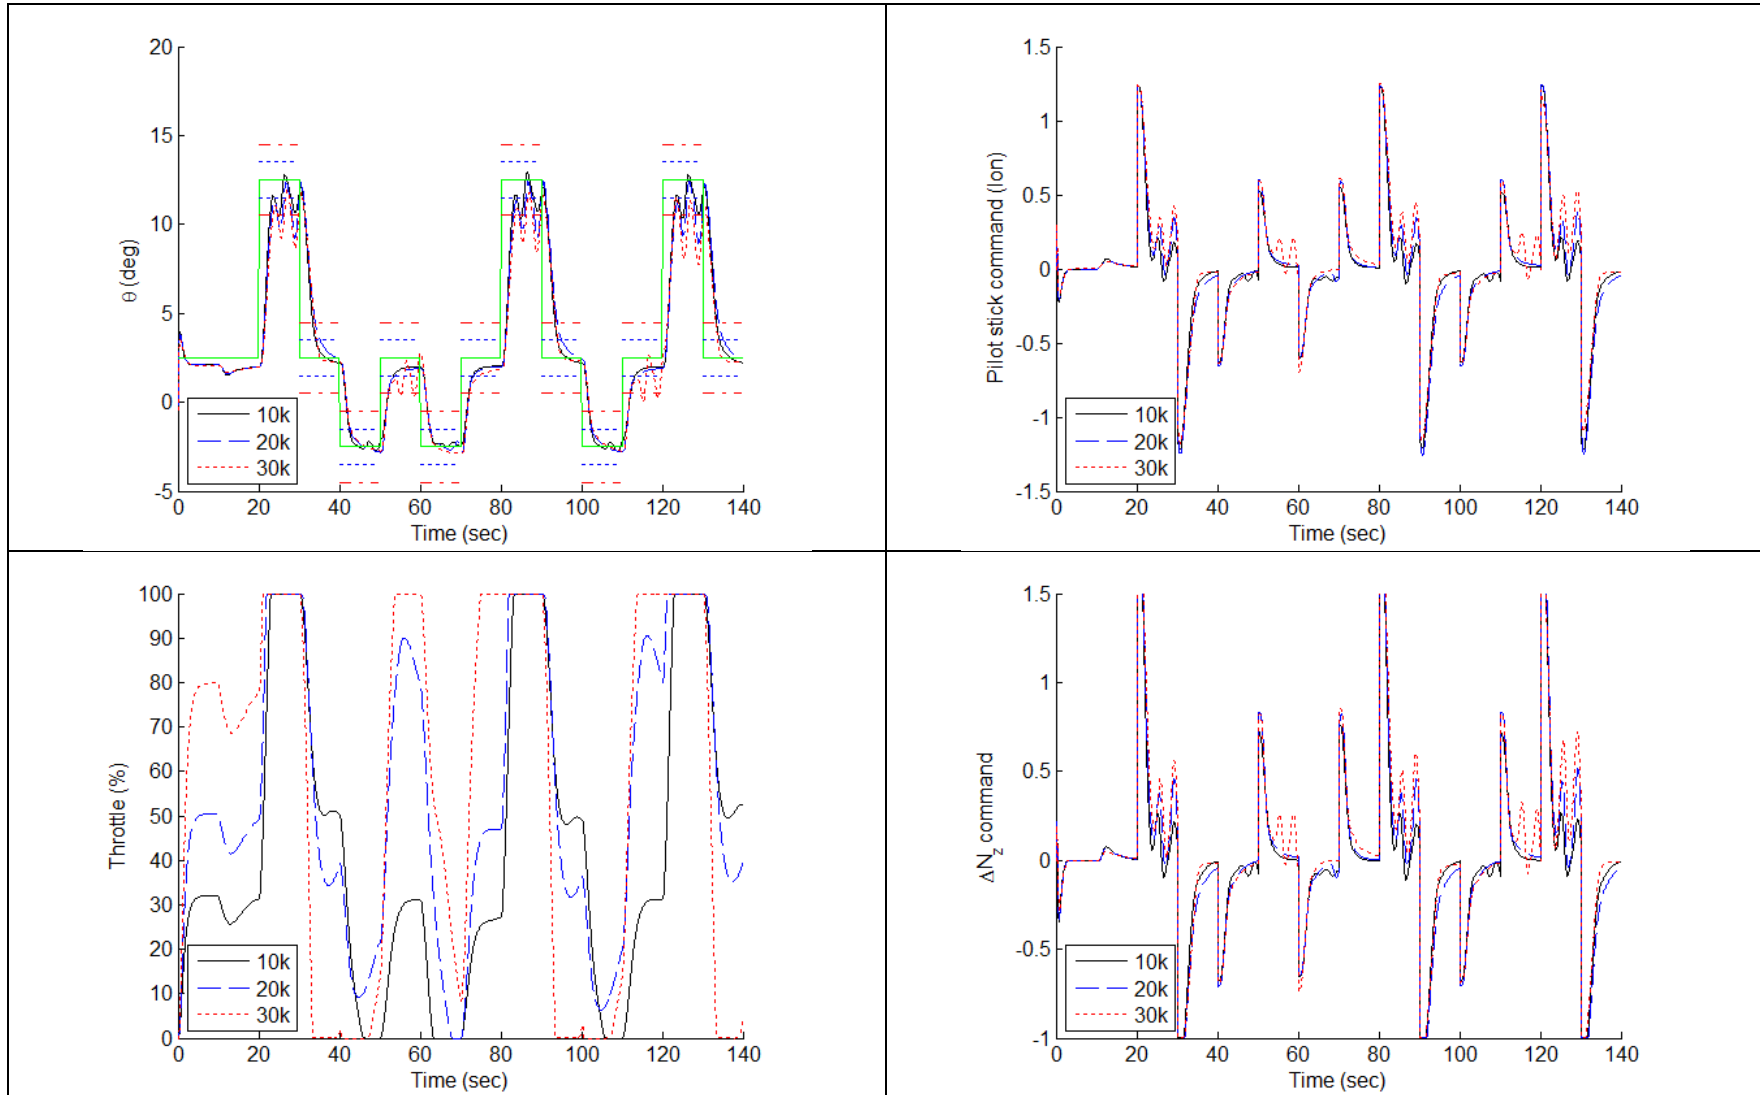 20
15
10
5
0
-5
θ (deg)
10k
20k
30k
0 20 40 60 80 100 120 140
Time (sec)
1.5
1
0.5
0
-0.5
-1
-1.5
Pilot stick command (lon)
10k
20k
30k
0 20 40 60 80 100 120 140
Time (sec)
100
90
80
70
60
50
40
30
20
10
0
Throttle (%)
10k
20k
30k
0 20 40 60 80 100 120 140
Time (sec)
1.5
1
0.5
0
-0.5
-1
ΔNz command
10k
20k
30k
0 20 40 60 80 100 120 140
Time (sec)